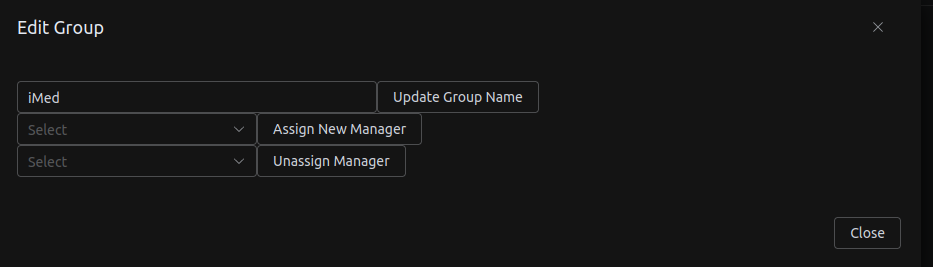 Edit Group
iMed Update Group Name
Select Assign New Manager
Select Unassign Manager
Close